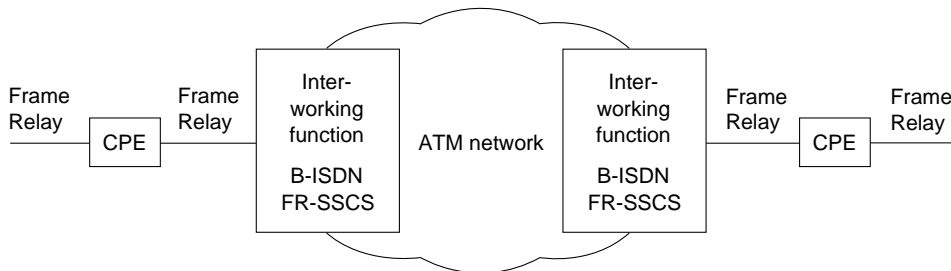 Frame
Relay
CPE
Frame
Relay
Inter-
working
function
B-ISDN
FR-SSCS
ATM network
Inter-
working
function
B-ISDN
FR-SSCS
Frame
Relay
CPE
Frame
Relay